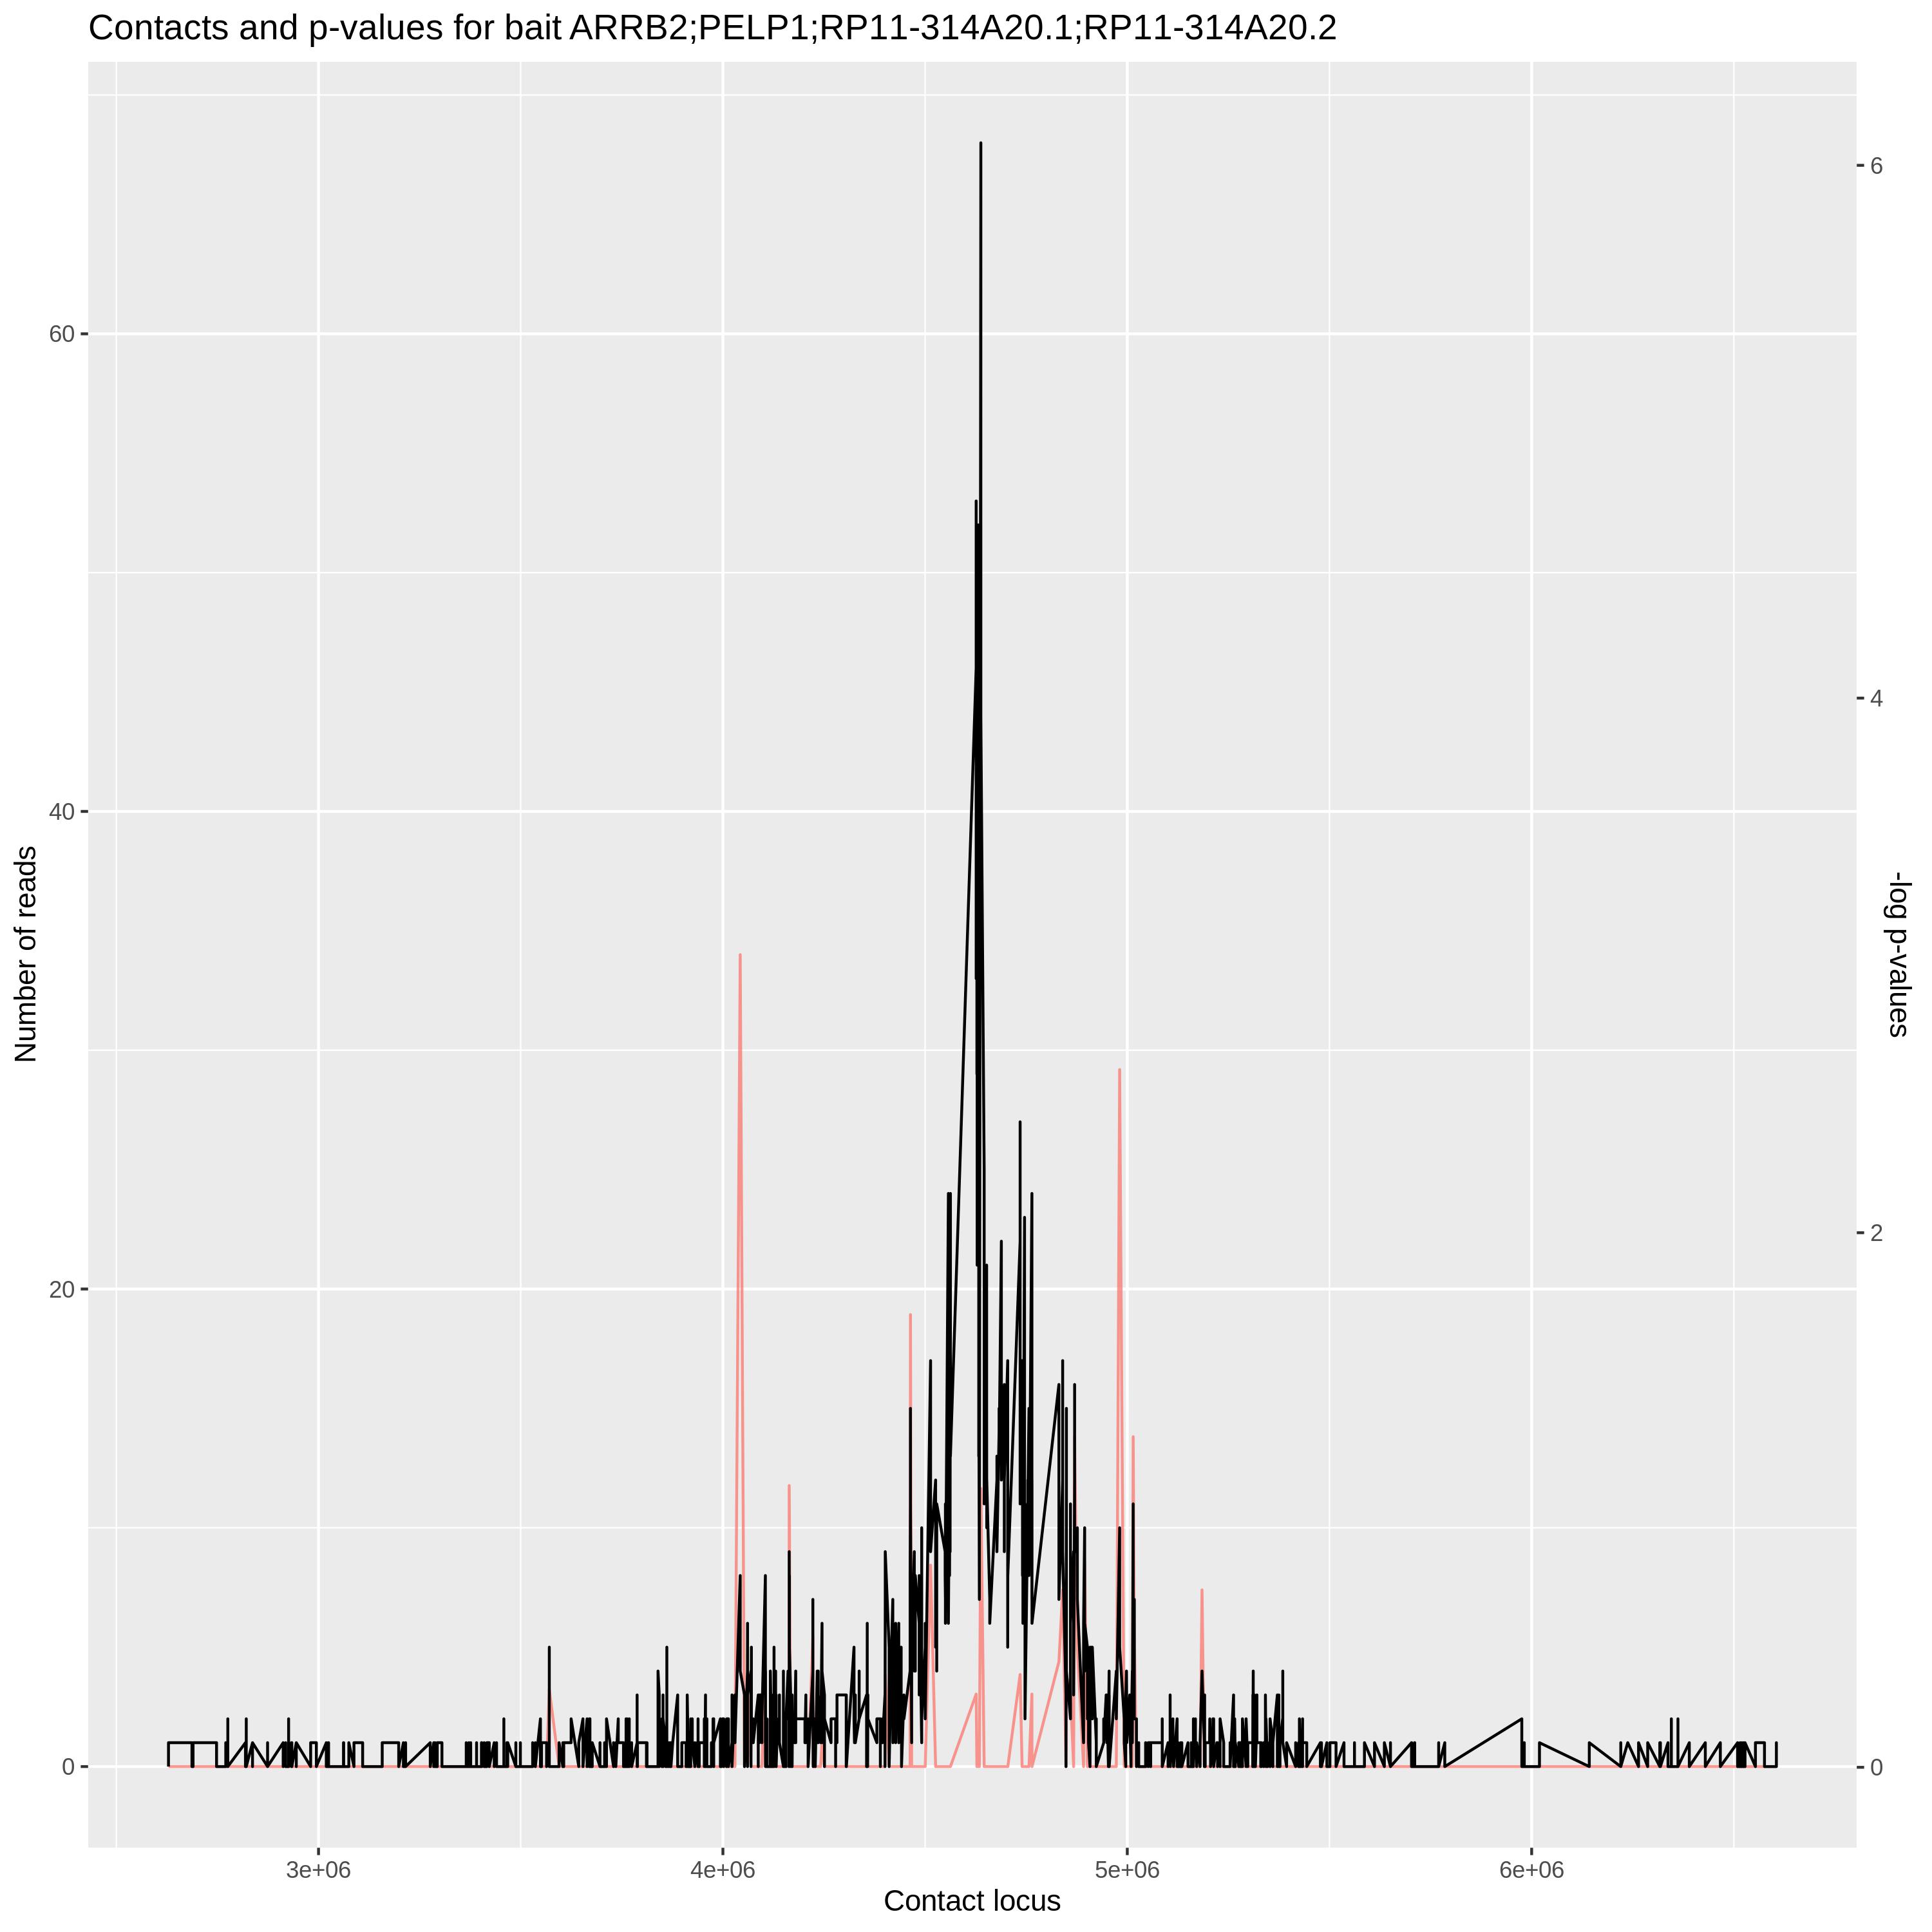 Contacts and p-values for bait ARRB2;PELP1;RP11-314A20.1;RP11-314A20.2
Number of reads
60
40
20
0
6
4
2
0
-log p-values
3e+06 4e+06 5e+06 6e+06
Contact locus